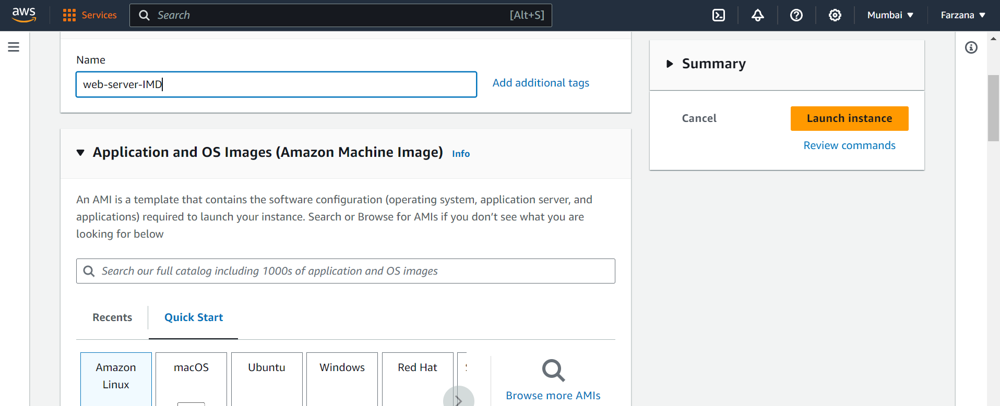 aws
Services
Search
[Alt+S]
Mumbai
Farzana
Name
web-server-IMD
Add additional tags
Summary
Cancel
Launch instance
Review commands
Application and OS Images (Amazon Machine Image)
Info
An AMI is a template that contains the software configuration (operating system, application server, and
applications) required to launch your instance. Search or Browse for AMIs if you don’t see what you are
looking for below
Search our full catalog including 1000s of application and OS images
Recents
Quick Start
Amazon
Linux
macOS
Ubuntu
Windows
Red Hat
Browse more AMIs